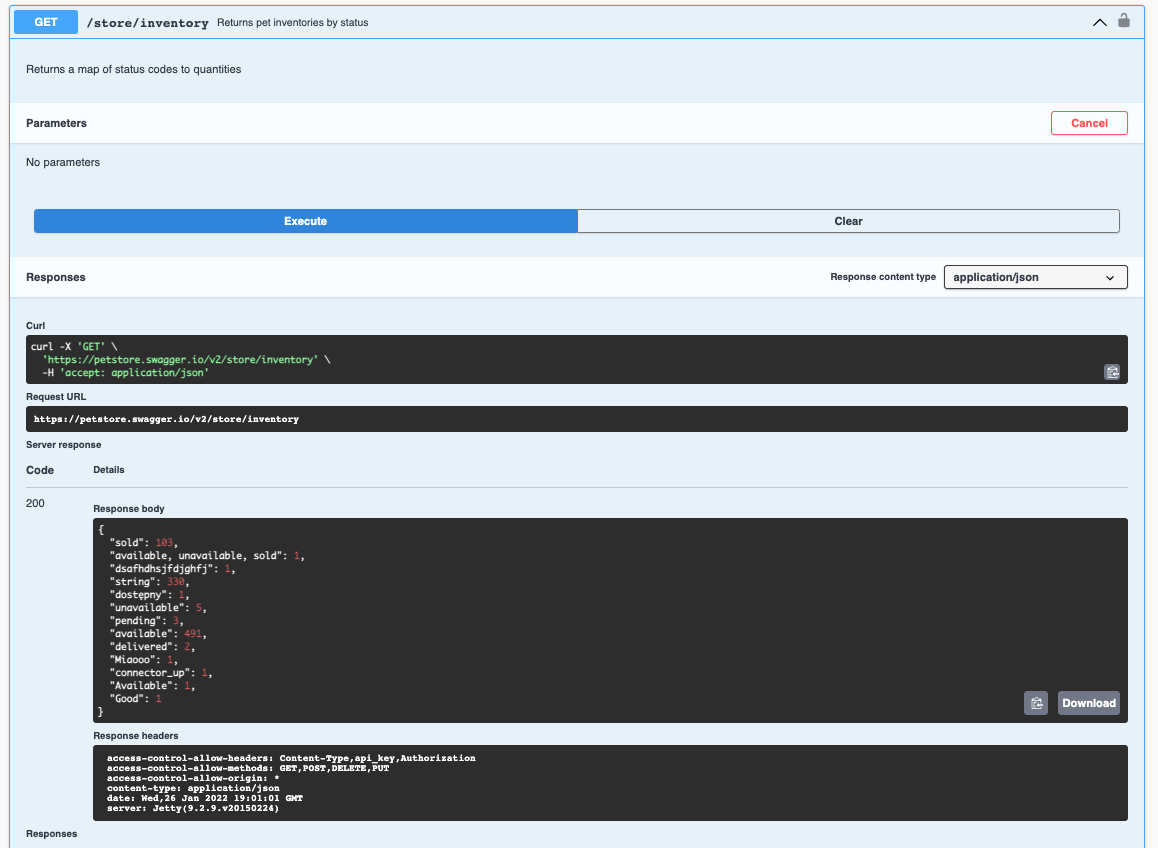 GET /store/inventory Returns pet inventories by status
Returns a map of status codes to quantities
Parameters
Cancel
No parameters
Execute
Clear
Responses
Response content type
application/json
Curl
curl -X 'GET' \
'https://petstore.swagger.io/v2/store/inventory' \
-H 'accept: application/json'
Request URL
https://petstore.swagger.io/v2/store/inventory
Server response
Code Details
200
Response body
{
"sold": 103,
"available, unavailable, sold": 1,
"dsafhdhsjfdjghfj": 1,
"string": 330,
"dostępny": 1,
"unavailable": 5,
"pending": 3,
"available": 491,
"delivered": 2,
"Miaooo": 1,
"connector_up": 1,
"Available": 1,
"Good": 1
}
Download
Response headers
access-control-allow-headers: Content-Type,api_key,Authorization
access-control-allow-methods: GET,POST,DELETE,PUT
access-control-allow-origin: *
content-type: application/json
date: Wed,26 Jan 2022 19:01:01 GMT
server: Jetty(9.2.9.v20150224)
Responses